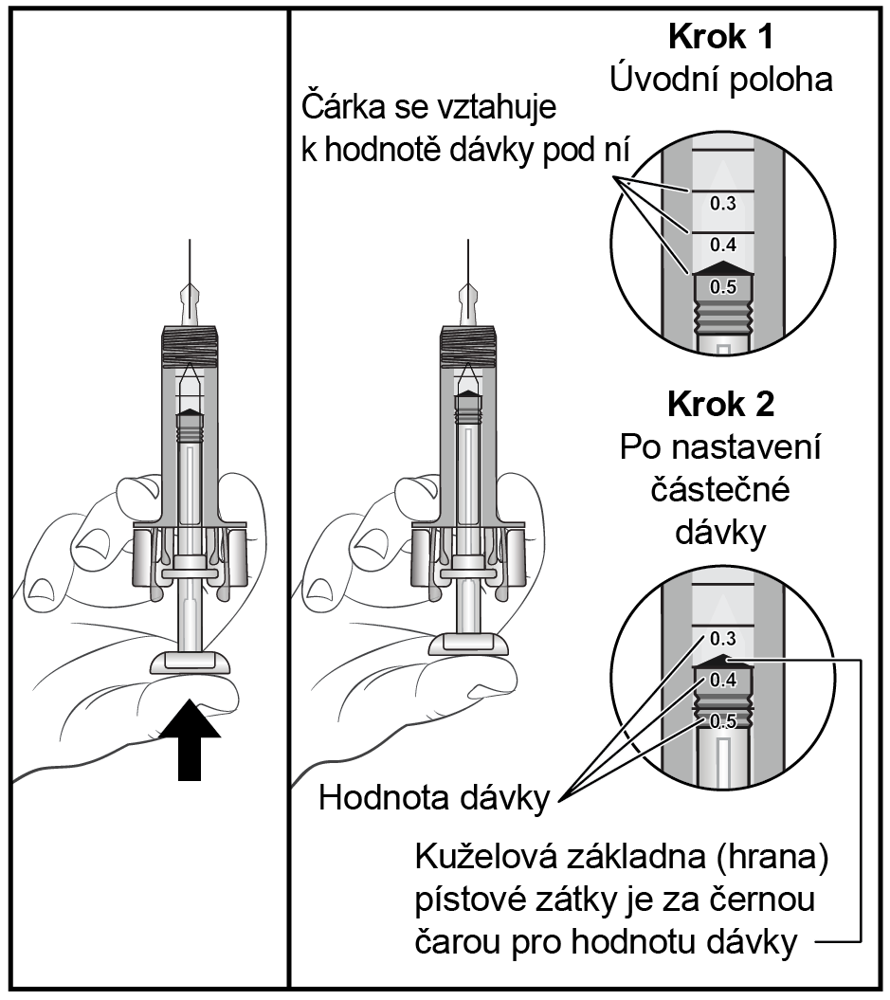 Krok 1
Úvodní poloha
Čárka se vztahuje
k hodnotě dávky pod ní
0.3
0.4
0.5
Krok 2
Po nastavení
částečné
dávky
0.3
0.4
0.5
Hodnota dávky
Kuželová základna (hrana)
pístové zátky je za černou
čarou pro hodnotu dávky